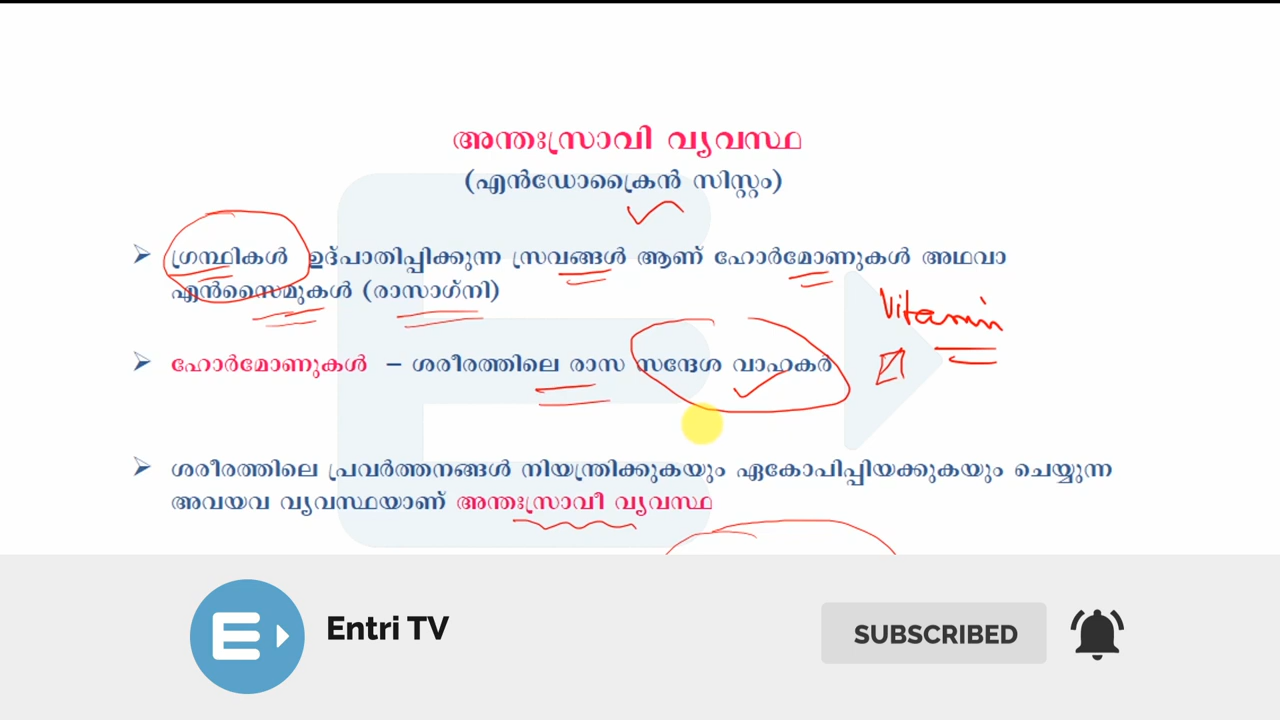 അന്തഃസ്രാവി വ്യവസ്ഥ
(എൻഡോക്രൈൻ സിസ്റ്റം)
ഗ്രന്ഥികൾ ഉദ്പാതിപ്പിക്കുന്ന സ്രവങ്ങൾ ആണ് ഹോർമോണുകൾ അഥവാ
എൻസൈമുകൾ (രാസാഗ്നി)
Vitamin
ഹോർമോണുകൾ – ശരീരത്തിലെ രാസ സന്ദേശ വാഹകർ
ശരീരത്തിലെ പ്രവർത്തനങ്ങൾ നിയന്ത്രിക്കുകയും ഏകോപിപ്പിയക്കുകയും ചെയ്യുന്ന
അവയവ വ്യവസ്ഥയാണ് അന്തഃസ്രാവീ വ്യവസ്ഥ
Entri TV
SUBSCRIBED